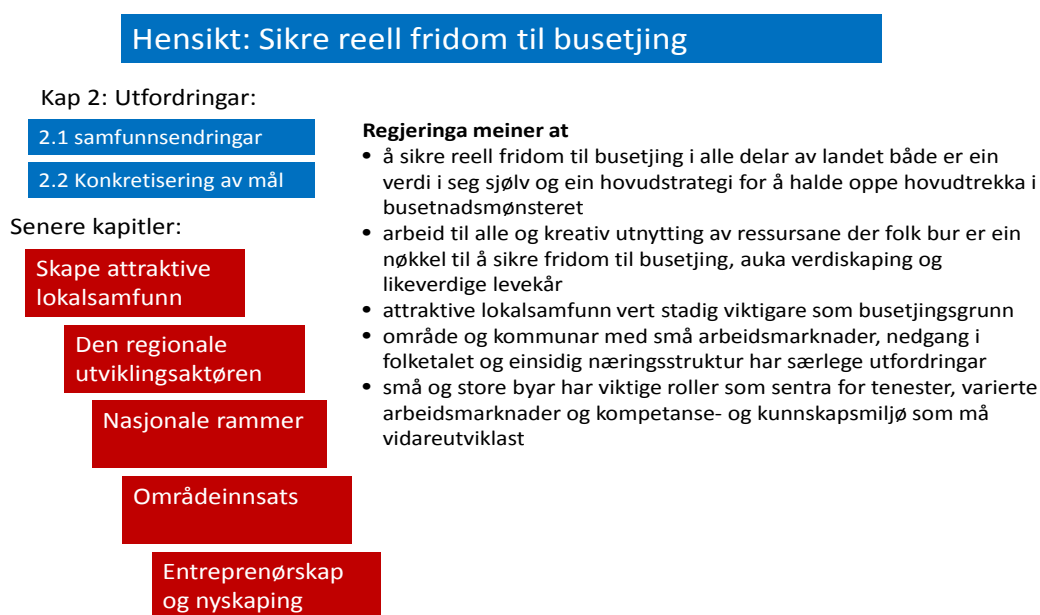 Hensikt: Sikre reell fridom til busetjing
Kap 2: Utfordringar:
2.1 samfunnsendringar
2.2 Konkretisering av mål
Senere kapitler:
Skape attraktive
lokalsamfunn
Den regionale
utviklingsaktøren
Nasjonale rammer
Områdeinnsats
Entreprenørskap
og nyskaping
Regjeringa meiner at
• å sikre reell fridom til busetjing i alle delar av landet både er ein
verdi i seg sjølv og ein hovudstrategi for å halde oppe hovudtrekka i
busetnadsmønsteret
• arbeid til alle og kreativ utnytting av ressursane der folk bur er ein
nøkkel til å sikre fridom til busetjing, auka verdiskaping og
likeverdige levekår
• attraktive lokalsamfunn vert stadig viktigare som busetjingsgrunn
• område og kommunar med små arbeidsmarknader, nedgang i
folketalet og einsidig næringsstruktur har særlege utfordringar
• små og store byar har viktige roller som sentra for tenester, varierte
arbeidsmarknader og kompetanse- og kunnskapsmiljø som må
vidareutviklast